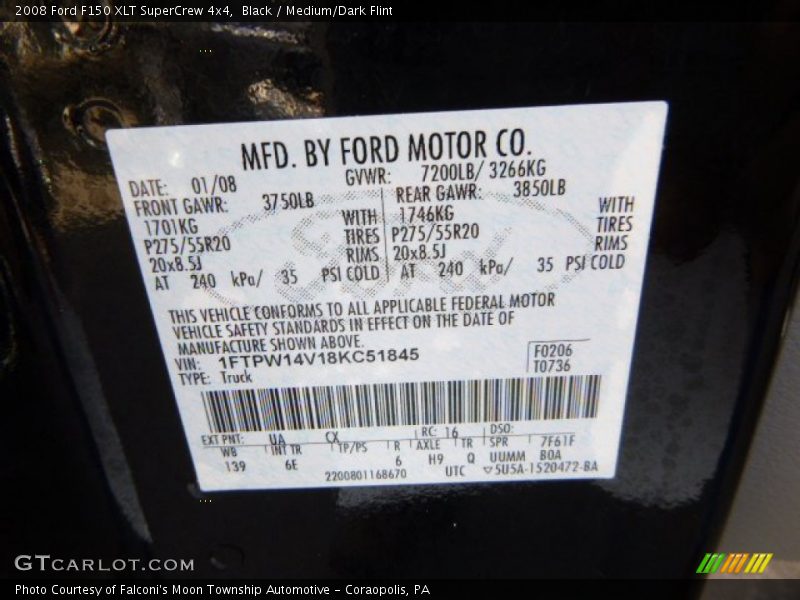 2008 Ford F150 XLT SuperCrew 4x4, Black / Medium/Dark Flint
MFD. BY FORD MOTOR CO.
DATE: 01/08 GVWR: 7200LB/ 3266KG
FRONT GAWR: 3750LB REAR GAWR: 3850LB
1701KG WITH 1746KG WITH
P275/55R20 TIRES P275/55R20 TIRES
20x8.5J RIMS 20x8.5J RIMS
AT 240 kPa/ 35 PSI COLD AT 240 kPa/ 35 PSI COLD
THIS VEHICLE CONFORMS TO ALL APPLICABLE FEDERAL MOTOR
VEHICLE SAFETY STANDARDS IN EFFECT ON THE DATE OF
MANUFACTURE SHOWN ABOVE.
VIN: 1FTPW14V18KC51845 F0206
TYPE: Truck T0736
EXT PNT: UA CX RC: 16 DSO:
WB INT TR TP/PS R AXLE TR SPR 7F61F
139 6E 6 H9 Q UUMM BOA
2200801168670 UTC 5U5A-1520472-BA
Ford
GTCARLOT.COM
Photo Courtesy of Falconi's Moon Township Automotive - Coraopolis, PA